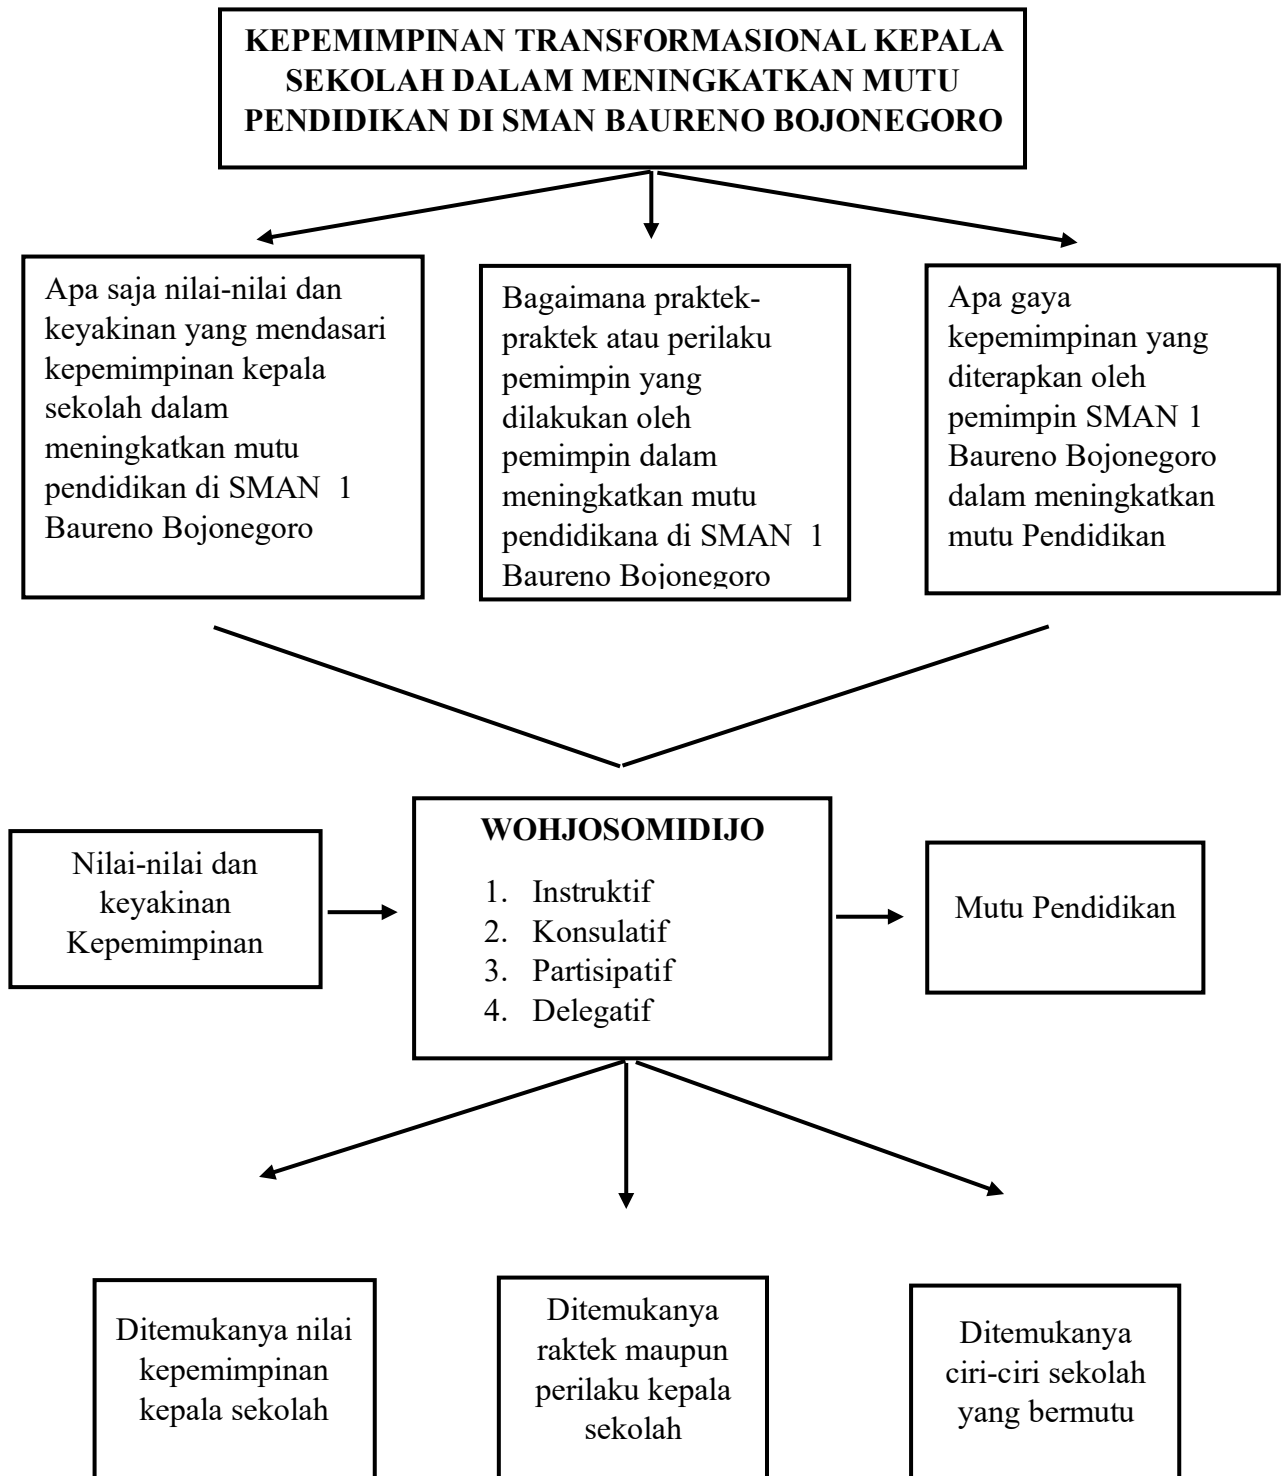 KEPEMIMPINAN TRANSFORMASIONAL KEPALA
SEKOLAH DALAM MENINGKATKAN MUTU
PENDIDIKAN DI SMAN BAURENO BOJONEGORO
Apa saja nilai-nilai dan
keyakinan yang mendasari
kepemimpinan kepala
sekolah dalam
meningkatkan mutu
pendidikan di SMAN 1
Baureno Bojonegoro
Bagaimana praktek-
praktek atau perilaku
pemimpin yang
dilakukan oleh
pemimpin dalam
meningkatkan mutu
pendidikana di SMAN 1
Baureno Bojonegoro
Apa gaya
kepemimpinan yang
diterapkan oleh
pemimpin SMAN 1
Baureno Bojonegoro
dalam meningkatkan
mutu Pendidikan
Nilai-nilai dan
keyakinan
Kepemimpinan
WOHJOSOMIDIJO
1. Instruktif
2. Konsulatif
3. Partisipatif
4. Delegatif
Mutu Pendidikan
Ditemukanya nilai
kepemimpinan
kepala sekolah
Ditemukanya
raktek maupun
perilaku kepala
sekolah
Ditemukanya
ciri-ciri sekolah
yang bermutu